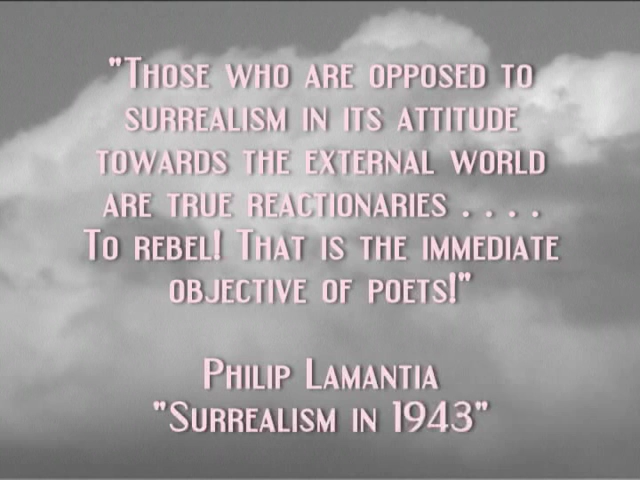 "Those who are opposed to
surrealism in its attitude
towards the external world
are true reactionaries . . . .
To rebel! That is the immediate
objective of poets!"
Philip Lamantia
"Surrealism in 1943"